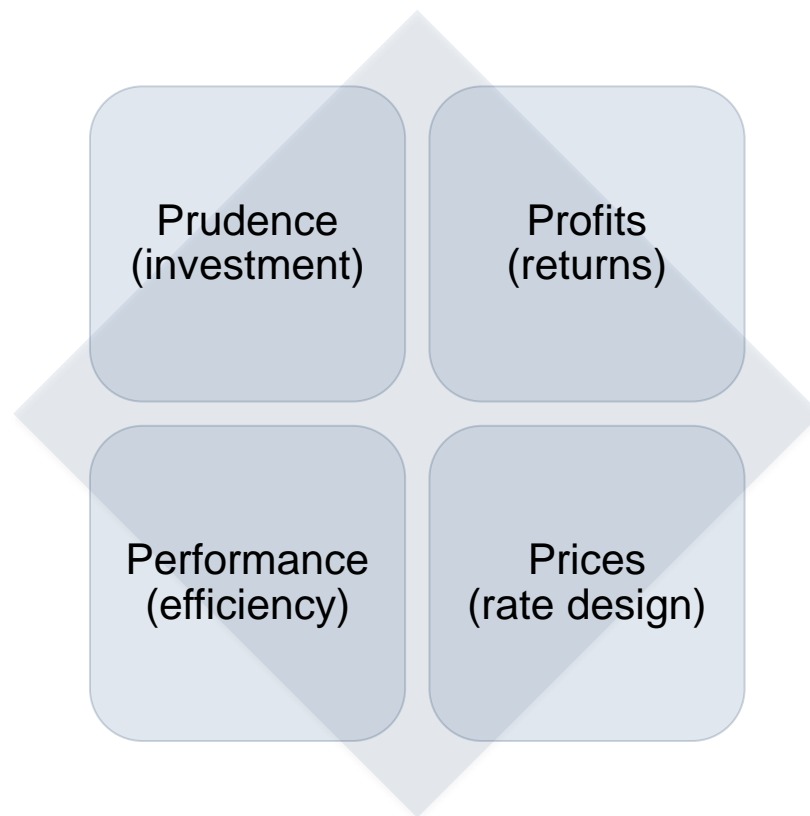 Prudence
(investment)
Profits
(returns)
Performance
(efficiency)
Prices
(rate design)